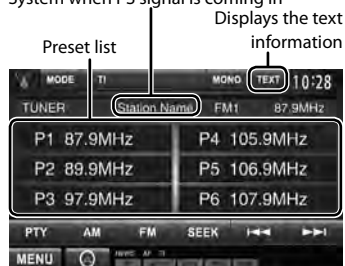 System when PS signal is coming in
Displays the text
information
Preset list
MODE TI MONO TEXT 10:28
TUNER Station Name FM1 87.9MHz
P1 87.9MHz P4 105.9MHz
P2 89.9MHz P5 106.9MHz
P3 97.9MHz P6 107.9MHz
PTY AM FM SEEK
MENU AF TI